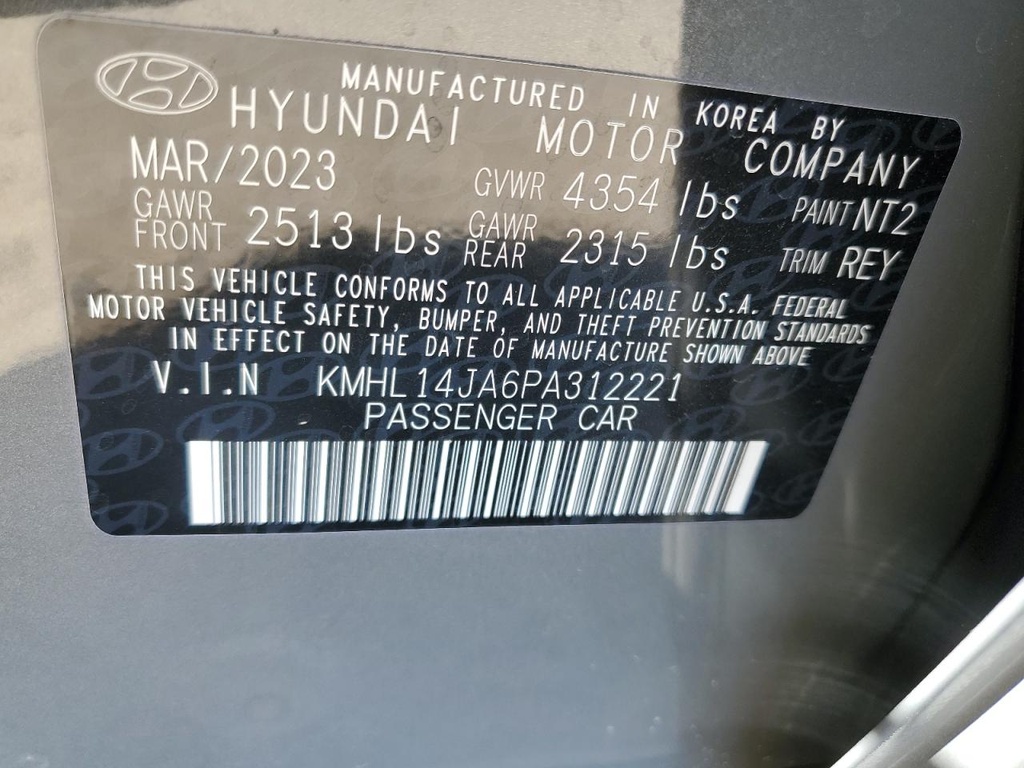 MANUFACTURED IN KOREA BY
HYUNDAI MOTOR COMPANY
MAR/2023 GVWR 4354 lbs PAINT NT2
GAWR FRONT 2513 lbs GAWR REAR 2315 lbs TRIM REY
THIS VEHICLE CONFORMS TO ALL APPLICABLE U.S.A. FEDERAL
MOTOR VEHICLE SAFETY, BUMPER, AND THEFT PREVENTION STANDARDS
IN EFFECT ON THE DATE OF MANUFACTURE SHOWN ABOVE
V.I.N KMHL14JA6PA312221
PASSENGER CAR